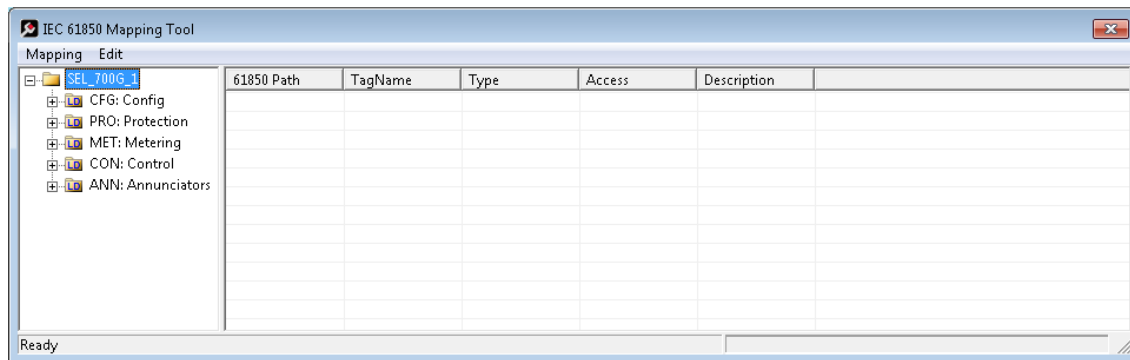 IEC 61850 Mapping Tool
Mapping Edit
SEL_700G_1 61850 Path TagName Type Access Description
LD CFG: Config
LD PRO: Protection
LD MET: Metering
LD CON: Control
LD ANN: Annunciators
Ready